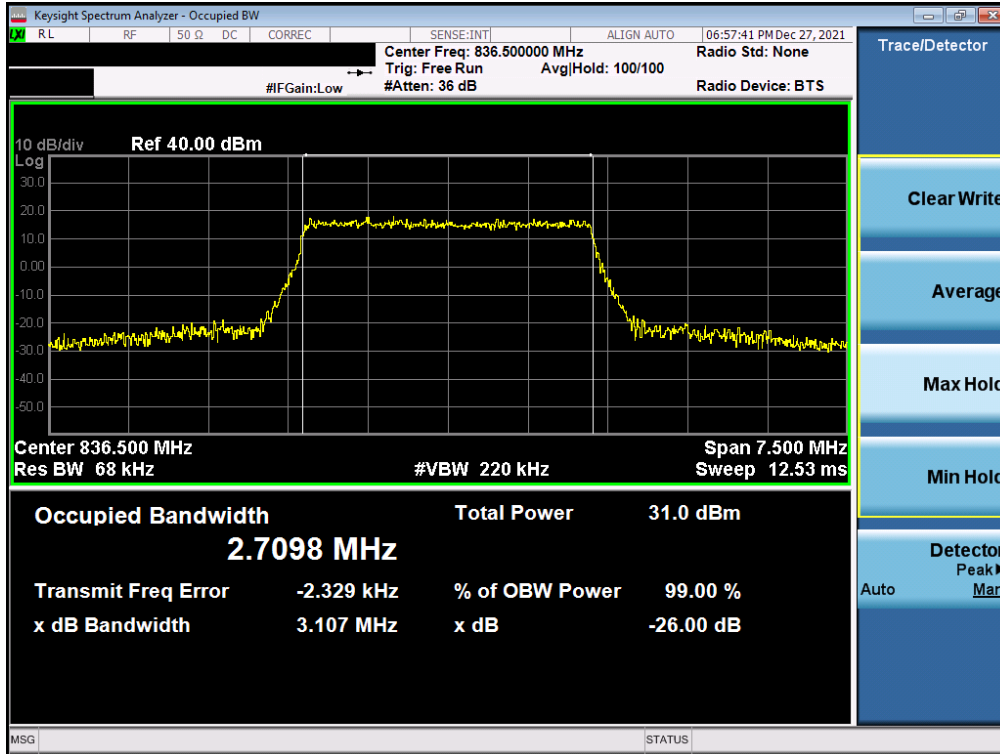 Keysight Spectrum Analyzer - Occupied BW
LXI RL RF 50 Ω DC CORREC SENSE:INT ALIGN AUTO 06:57:41 PM Dec 27, 2021
Center Freq: 836.500000 MHz Radio Std: None
Trig: Free Run Avg|Hold: 100/100
#IFGain:Low #Atten: 36 dB Radio Device: BTS
10 dB/div Ref 40.00 dBm
Log
30.0
20.0
10.0
0.00
-10.0
-20.0
-30.0
-40.0
-50.0
Center 836.500 MHz Span 7.500 MHz
Res BW 68 kHz #VBW 220 kHz Sweep 12.53 ms
Occupied Bandwidth Total Power 31.0 dBm
2.7098 MHz
Transmit Freq Error -2.329 kHz % of OBW Power 99.00 %
x dB Bandwidth 3.107 MHz x dB -26.00 dB
MSG STATUS
Trace/Detector
Clear Write
Average
Max Hold
Min Hold
Detector
Peak
Auto Man